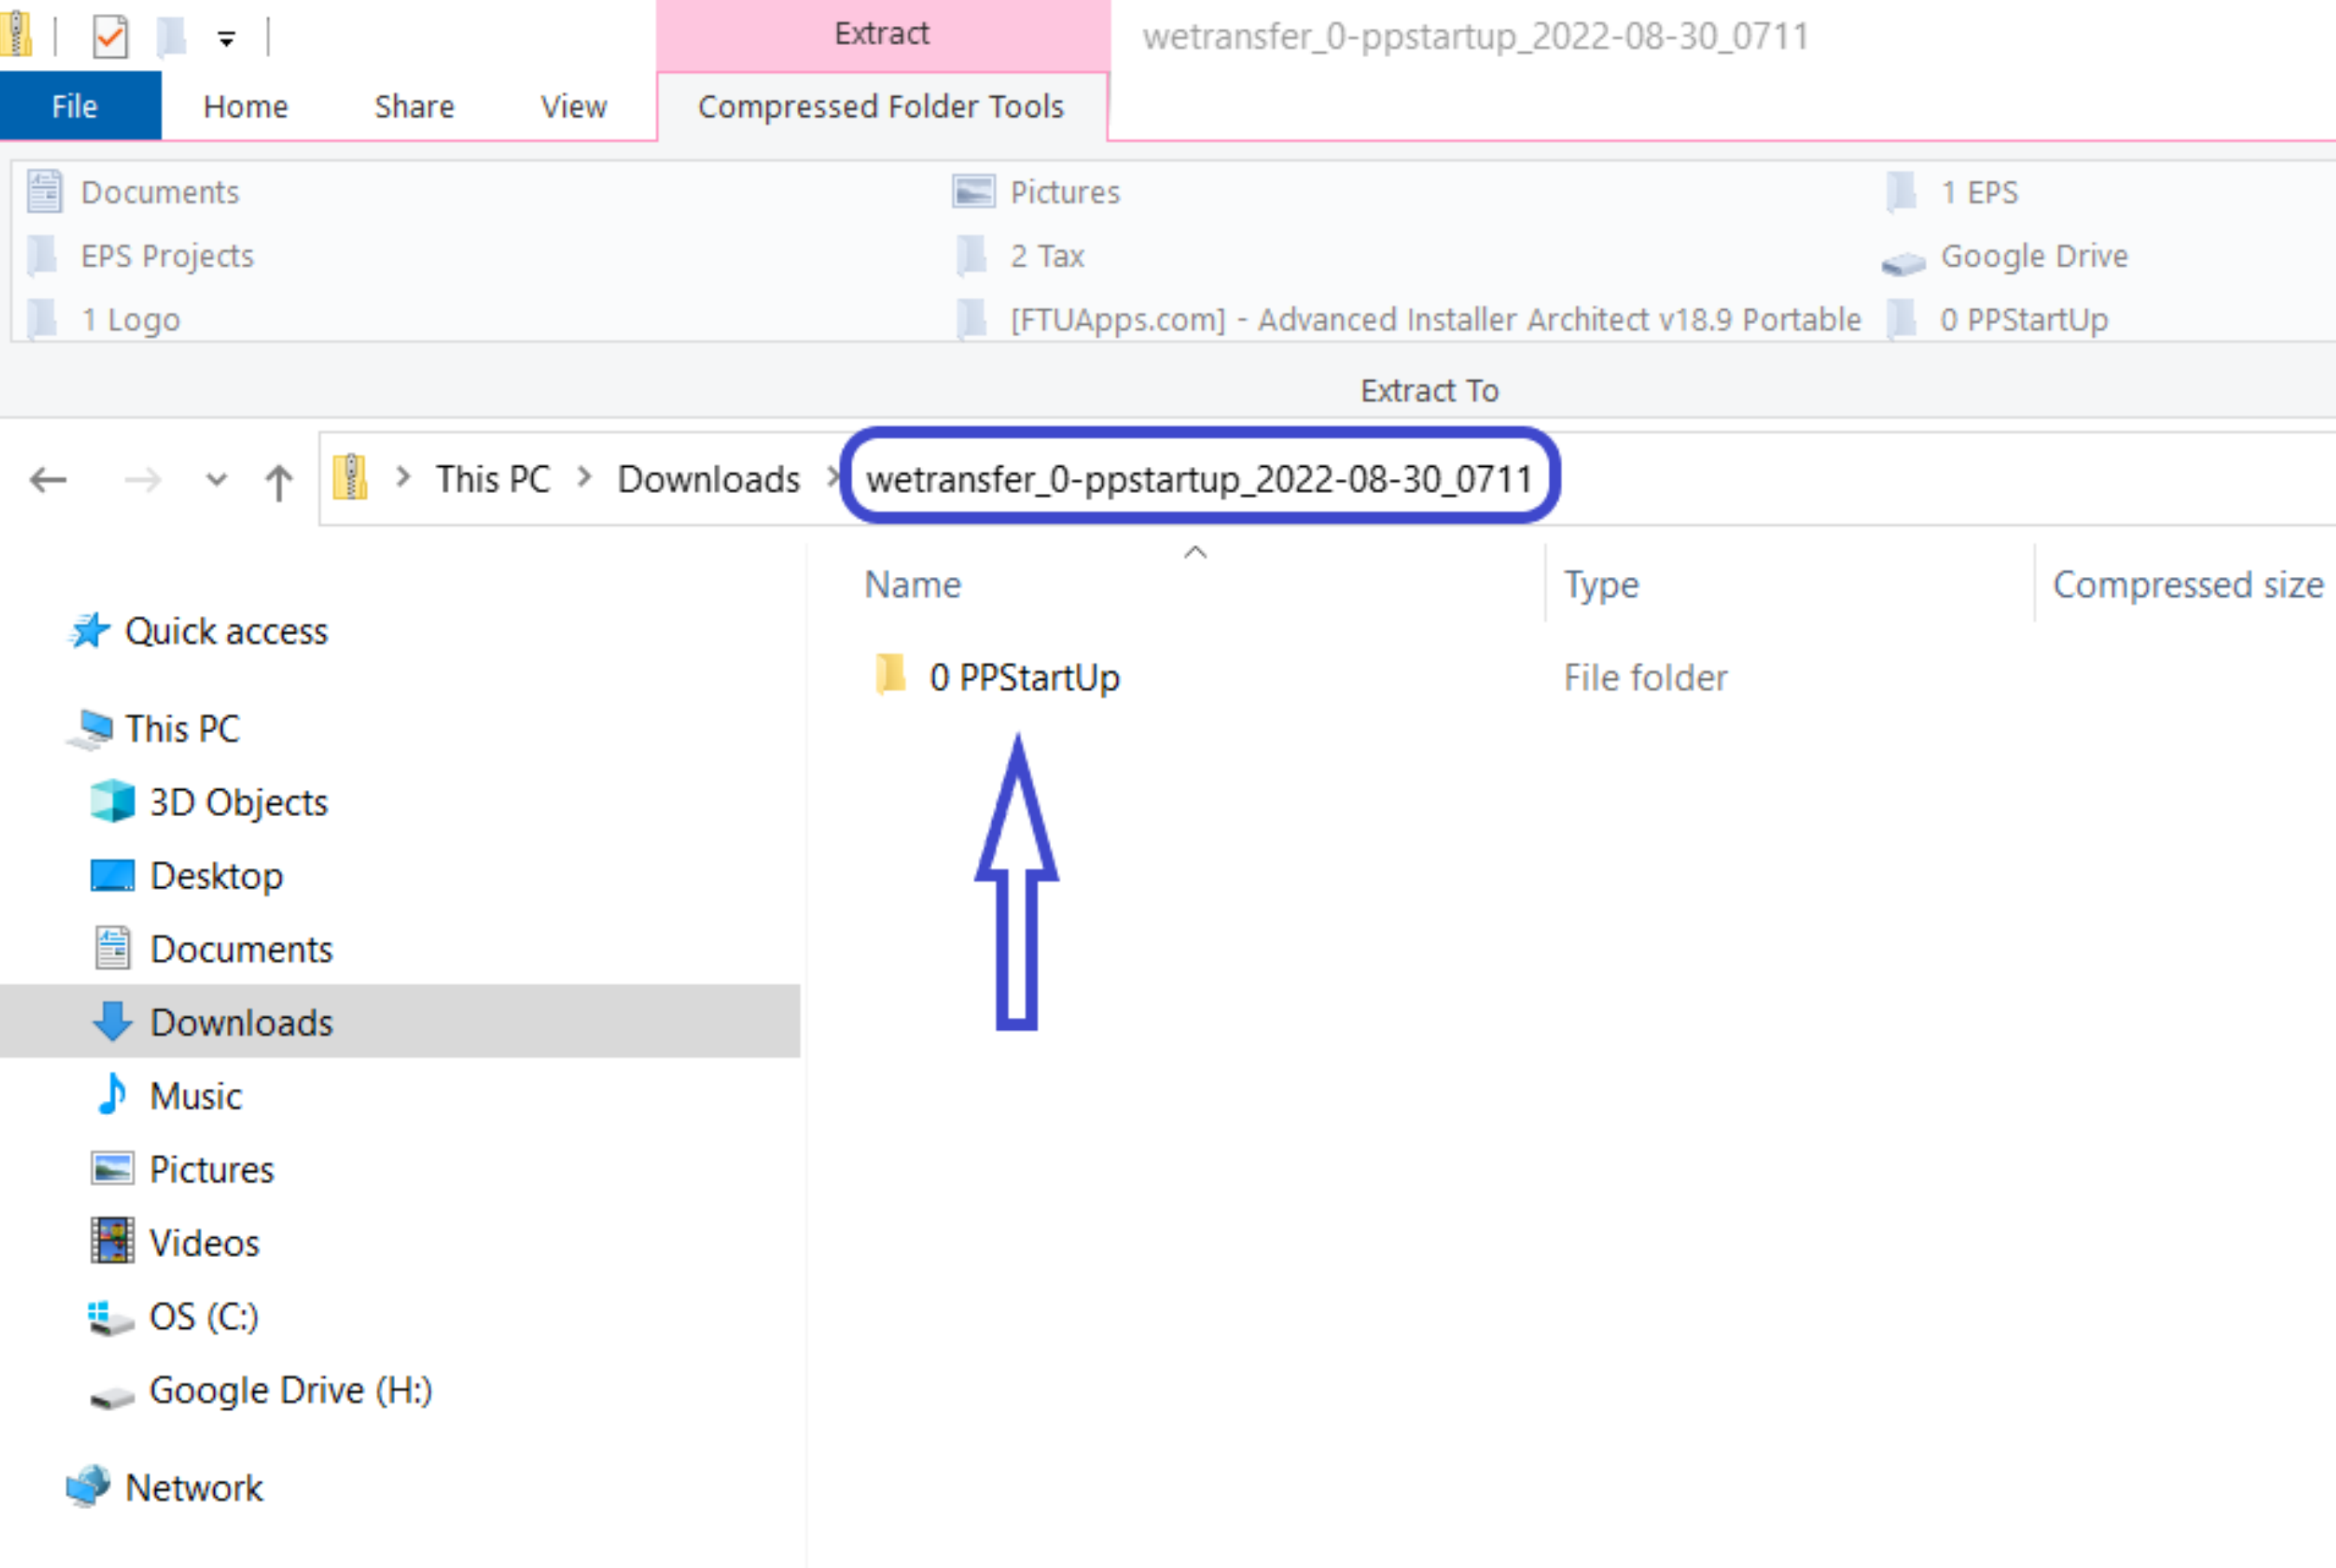 Extract
wetransfer_0-ppstartup_2022-08-30_0711
File Home Share View Compressed Folder Tools
Documents Pictures 1 EPS
EPS Projects 2 Tax Google Drive
1 Logo [FTUApps.com] - Advanced Installer Architect v18.9 Portable 0 PPStartUp
Extract To
This PC Downloads wetransfer_0-ppstartup_2022-08-30_0711
Name Type Compressed size
Quick access
0 PPStartUp File folder
This PC
3D Objects
Desktop
Documents
Downloads
Music
Pictures
Videos
OS (C:)
Google Drive (H:)
Network